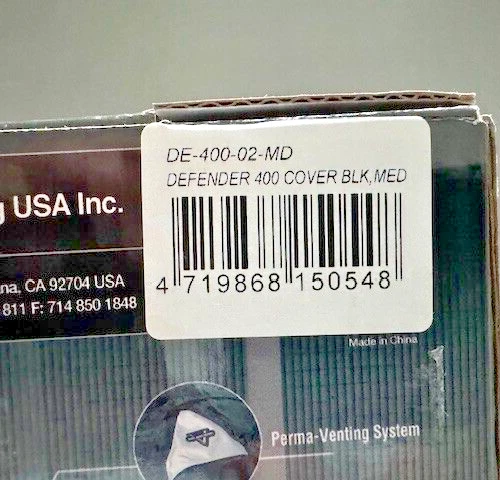 DE-400-02-MD
DEFENDER 400 COVER BLK,MED
4 719868 150548
USA Inc.
CA 92704 USA
811 F: 714 850 1848
Made in China
Perma-Venting System